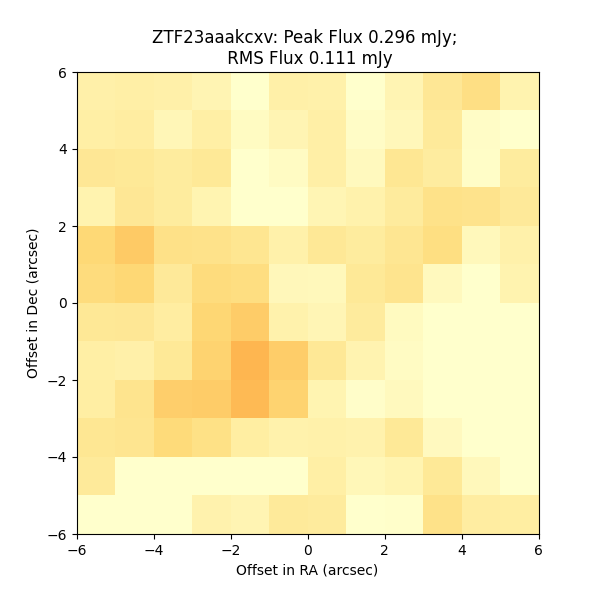 ZTF23aaakcxv: Peak Flux 0.296 mJy;
RMS Flux 0.111 mJy
6
4
2
0
−2
−4
−6
Offset in Dec (arcsec)
−6 −4 −2 0 2 4 6
Offset in RA (arcsec)